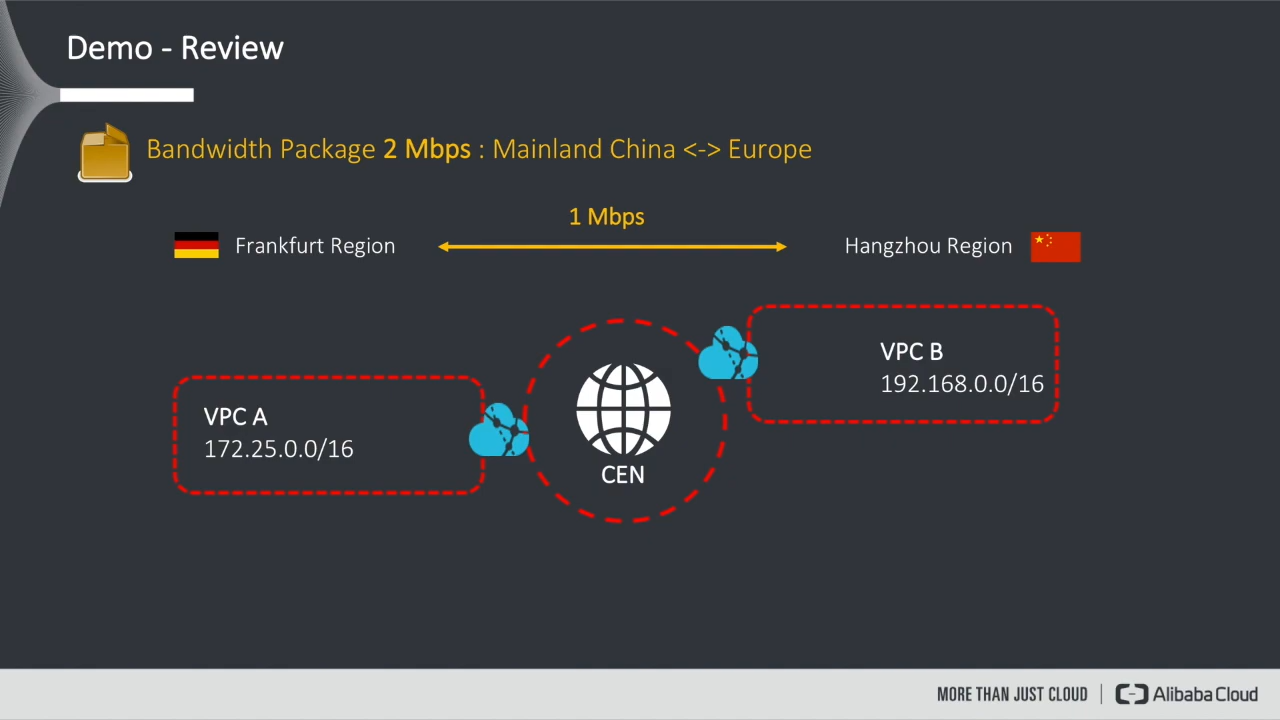 Demo - Review
Bandwidth Package 2 Mbps : Mainland China <-> Europe
1 Mbps
Frankfurt Region
Hangzhou Region
VPC B
192.168.0.0/16
VPC A
172.25.0.0/16
CEN
MORE THAN JUST CLOUD | Alibaba Cloud